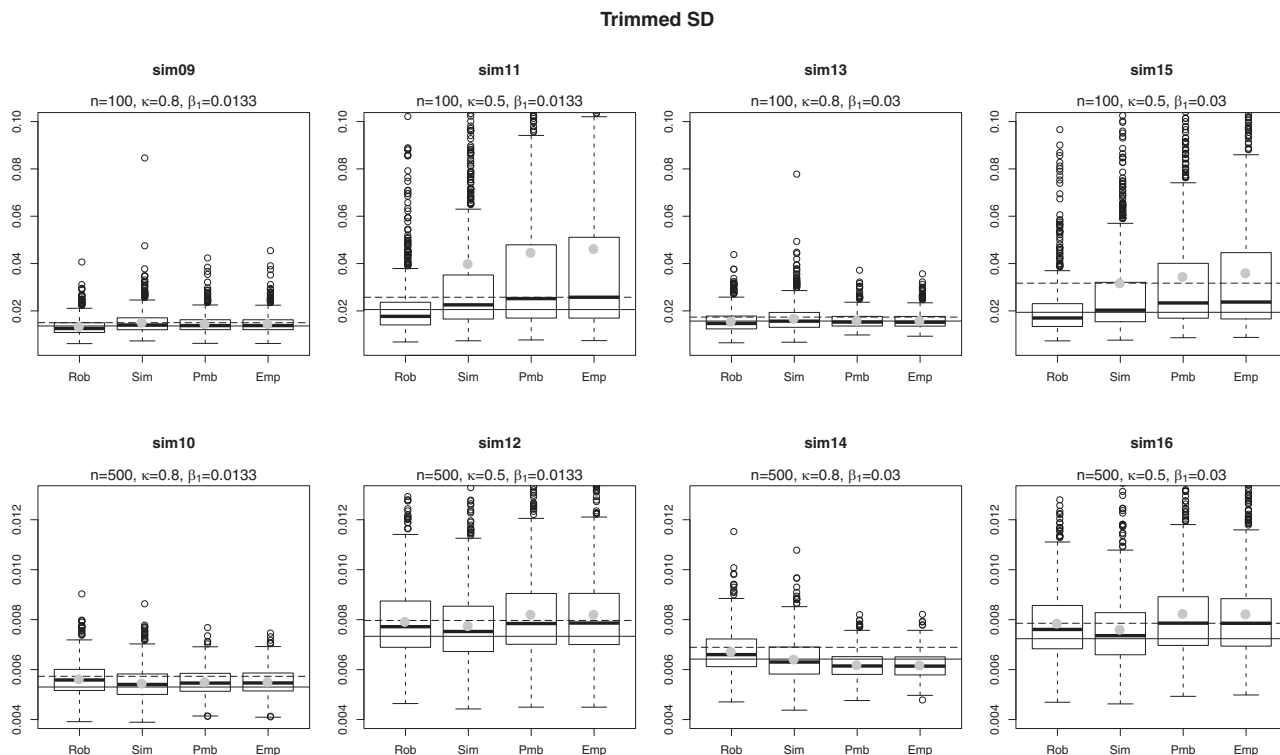 Trimmed SD
sim09
n=100, κ=0.8, β₁=0.0133
0.10
0.08
0.06
0.04
0.02
Rob Sim Pmb Emp
sim11
n=100, κ=0.5, β₁=0.0133
0.10
0.08
0.06
0.04
0.02
Rob Sim Pmb Emp
sim13
n=100, κ=0.8, β₁=0.03
0.10
0.08
0.06
0.04
0.02
Rob Sim Pmb Emp
sim15
n=100, κ=0.5, β₁=0.03
0.10
0.08
0.06
0.04
0.02
Rob Sim Pmb Emp
sim10
n=500, κ=0.8, β₁=0.0133
0.012
0.010
0.008
0.006
0.004
Rob Sim Pmb Emp
sim12
n=500, κ=0.5, β₁=0.0133
0.012
0.010
0.008
0.006
0.004
Rob Sim Pmb Emp
sim14
n=500, κ=0.8, β₁=0.03
0.012
0.010
0.008
0.006
0.004
Rob Sim Pmb Emp
sim16
n=500, κ=0.5, β₁=0.03
0.012
0.010
0.008
0.006
0.004
Rob Sim Pmb Emp